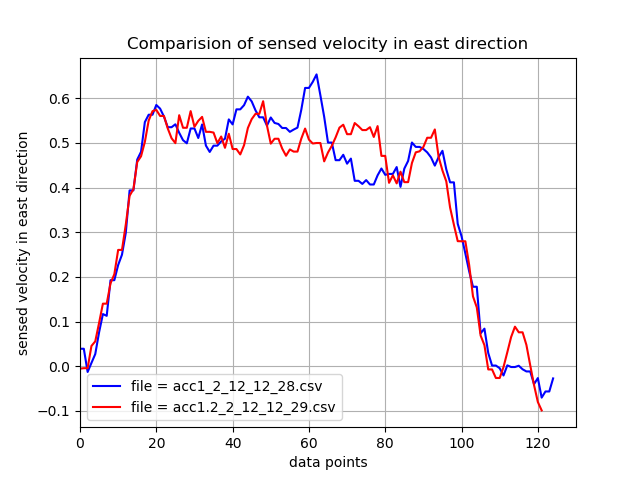 Comparision of sensed velocity in east direction
sensed velocity in east direction
0.6
0.5
0.4
0.3
0.2
0.1
0.0
−0.1
file = acc1_2_12_12_28.csv
file = acc1.2_2_12_12_29.csv
0 20 40 60 80 100 120
data points